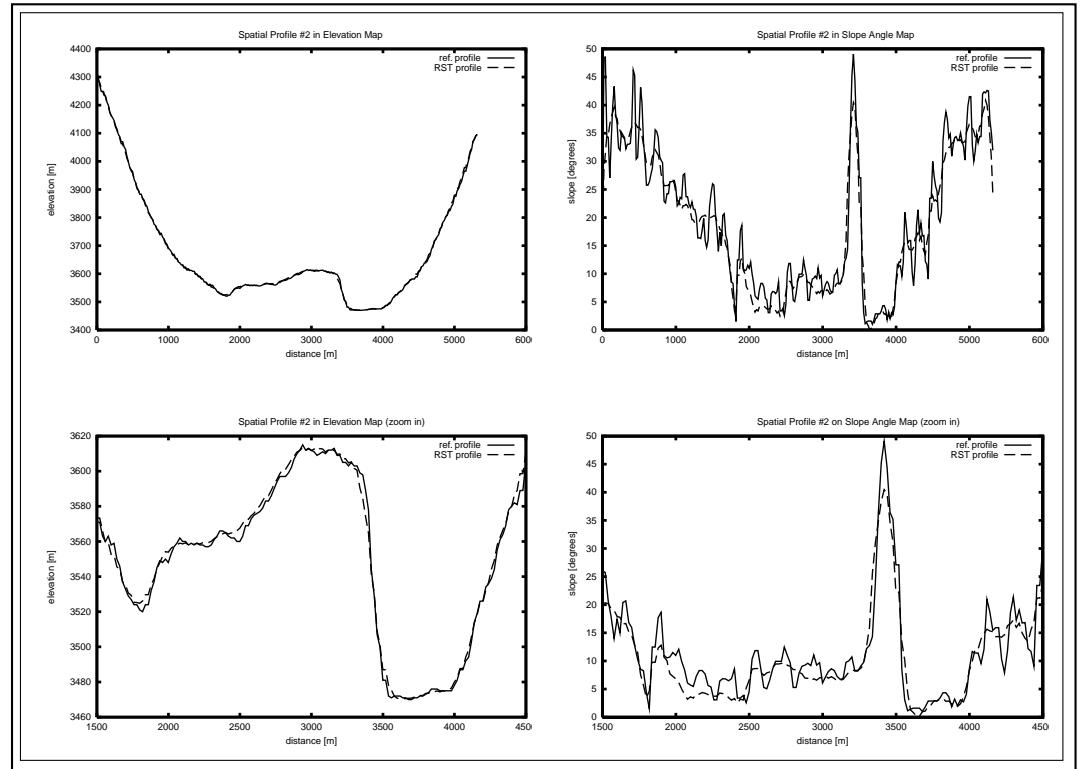 Spatial Profile #2 in Elevation Map
ref. profile
RST profile
elevation [m]
4400
4300
4200
4100
4000
3900
3800
3700
3600
3500
3400
0 1000 2000 3000 4000 5000 6000
distance [m]
Spatial Profile #2 in Slope Angle Map
ref. profile
RST profile
slope [degrees]
50
45
40
35
30
25
20
15
10
5
0
0 1000 2000 3000 4000 5000 600
distance [m]
Spatial Profile #2 in Elevation Map (zoom in)
ref. profile
RST profile
elevation [m]
3620
3600
3580
3560
3540
3520
3500
3480
3460
1500 2000 2500 3000 3500 4000 450
distance [m]
Spatial Profile #2 on Slope Angle Map (zoom in)
ref. profile
RST profile
slope [degrees]
50
45
40
35
30
25
20
15
10
5
0
1500 2000 2500 3000 3500 4000 450
distance [m]